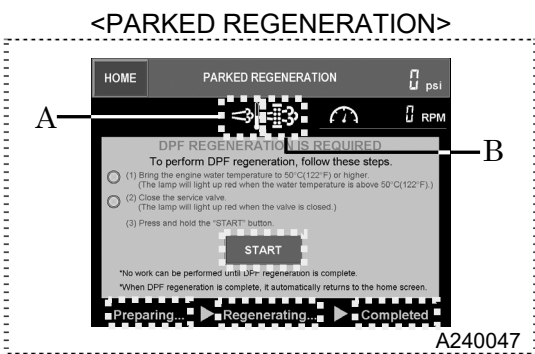 <PARKED REGENERATION>
HOME PARKED REGENERATION 0 psi
A 0 RPM
B
DPF REGENERATION IS REQUIRED
To perform DPF regeneration, follow these steps.
(1) Bring the engine water temperature to 50°C(122°F) or higher.
(The lamp will light up red when the water temperature is above 50°C(122°F).)
(2) Close the service valve.
(The lamp will light up red when the valve is closed.)
(3) Press and hold the "START" button.
START
*No work can be performed until DPF regeneration is complete.
*When DPF regeneration is complete, it automatically returns to the home screen.
Preparing... Regenerating... Completed
A240047